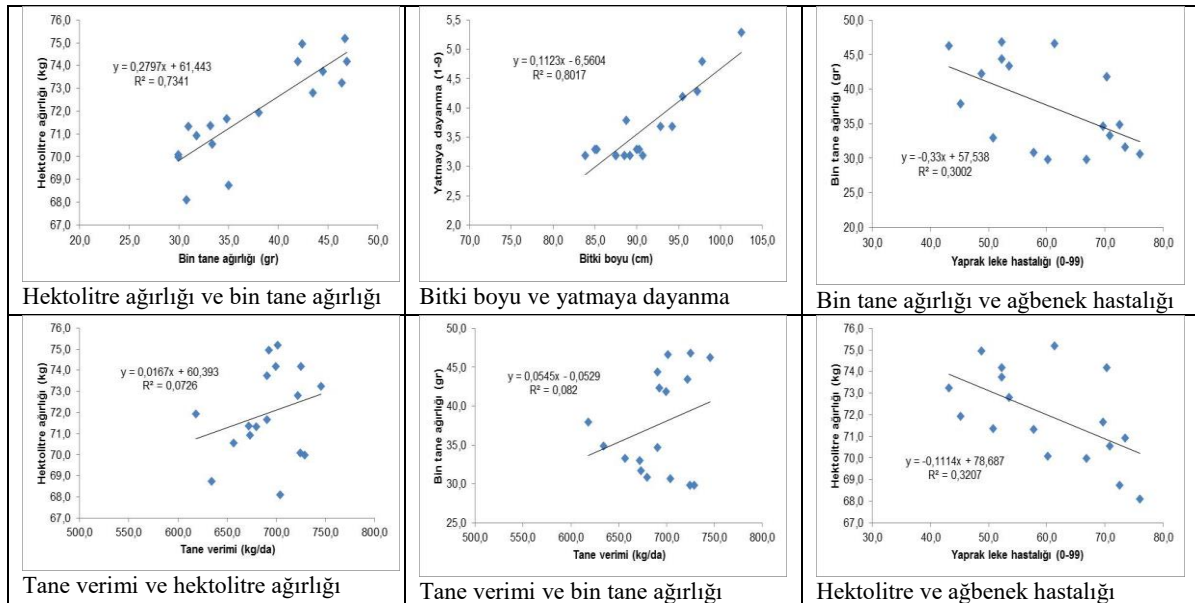 Hektolitre ağırlığı (kg)
76,0
75,0
74,0
73,0
72,0
71,0
70,0
69,0
68,0
67,0
y = 0,2797x + 61,443
R² = 0,7341
20,0 30,0 35,0 40,0 45,0 50,0
Bin tane ağırlığı (gr)
Hektolitre ağırlığı ve bin tane ağırlığı
Yatmaya dayanma (1-9)
5,5
5,0
4,5
4,0
3,5
3,0
2,5
2,0
y = 0,1123x - 6,5604
R² = 0,8017
70,0 80,0 85,0 90,0 95,0 100,0 105,0
Bitki boyu (cm)
Bitki boyu ve yatmaya dayanma
Bin tane ağırlığı (gr)
50,0
45,0
40,0
35,0
30,0
25,0
20,0
y = -0,33x + 57,538
R² = 0,3002
30,0 40,0 50,0 60,0 70,0 80,0
Yaprak leke hastalığı (0-99)
Bin tane ağırlığı ve ağbenek hastalığı
Hektolitre ağırlığı (kg)
76,0
75,0
74,0
73,0
72,0
71,0
70,0
69,0
68,0
67,0
y = 0,0167x + 60,393
R² = 0,0726
500,0 600,0 650,0 700,0 750,0 800,0
Tane verimi (kg/da)
Tane verimi ve hektolitre ağırlığı
Bin tane ağırlığı (gr)
50,0
45,0
40,0
35,0
30,0
25,0
y = 0,0545x - 0,0529
R² = 0,082
500,0 600,0 650,0 700,0 750,0 800,0
Tane verimi (kg/da)
Tane verimi ve bin tane ağırlığı
Hektolitre ağırlığı (kg)
76,0
75,0
74,0
73,0
72,0
71,0
70,0
69,0
68,0
67,0
y = -0,1114x + 78,687
R² = 0,3207
30,0 40,0 50,0 60,0 70,0 80,0
Yaprak leke hastalığı (0-99)
Hektolitre ve ağbenek hastalığı